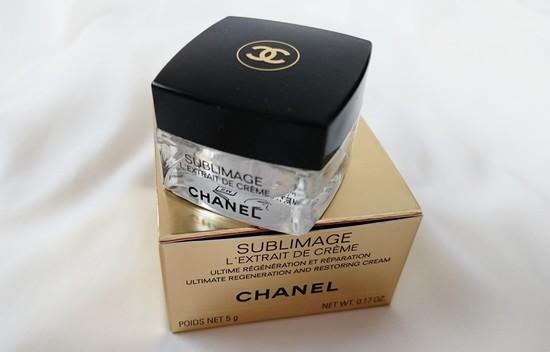 SUBLIMAGE
L'EXTRAIT DE CRÈME
CHANEL
SUBLIMAGE
L'EXTRAIT DE CRÈME
ULTIME RÉGÉNÉRATION ET RÉPARATION
ULTIMATE REGENERATION AND RESTORING CREAM
CHANEL
POIDS NET 5 g NET WT. 0.17 OZ.